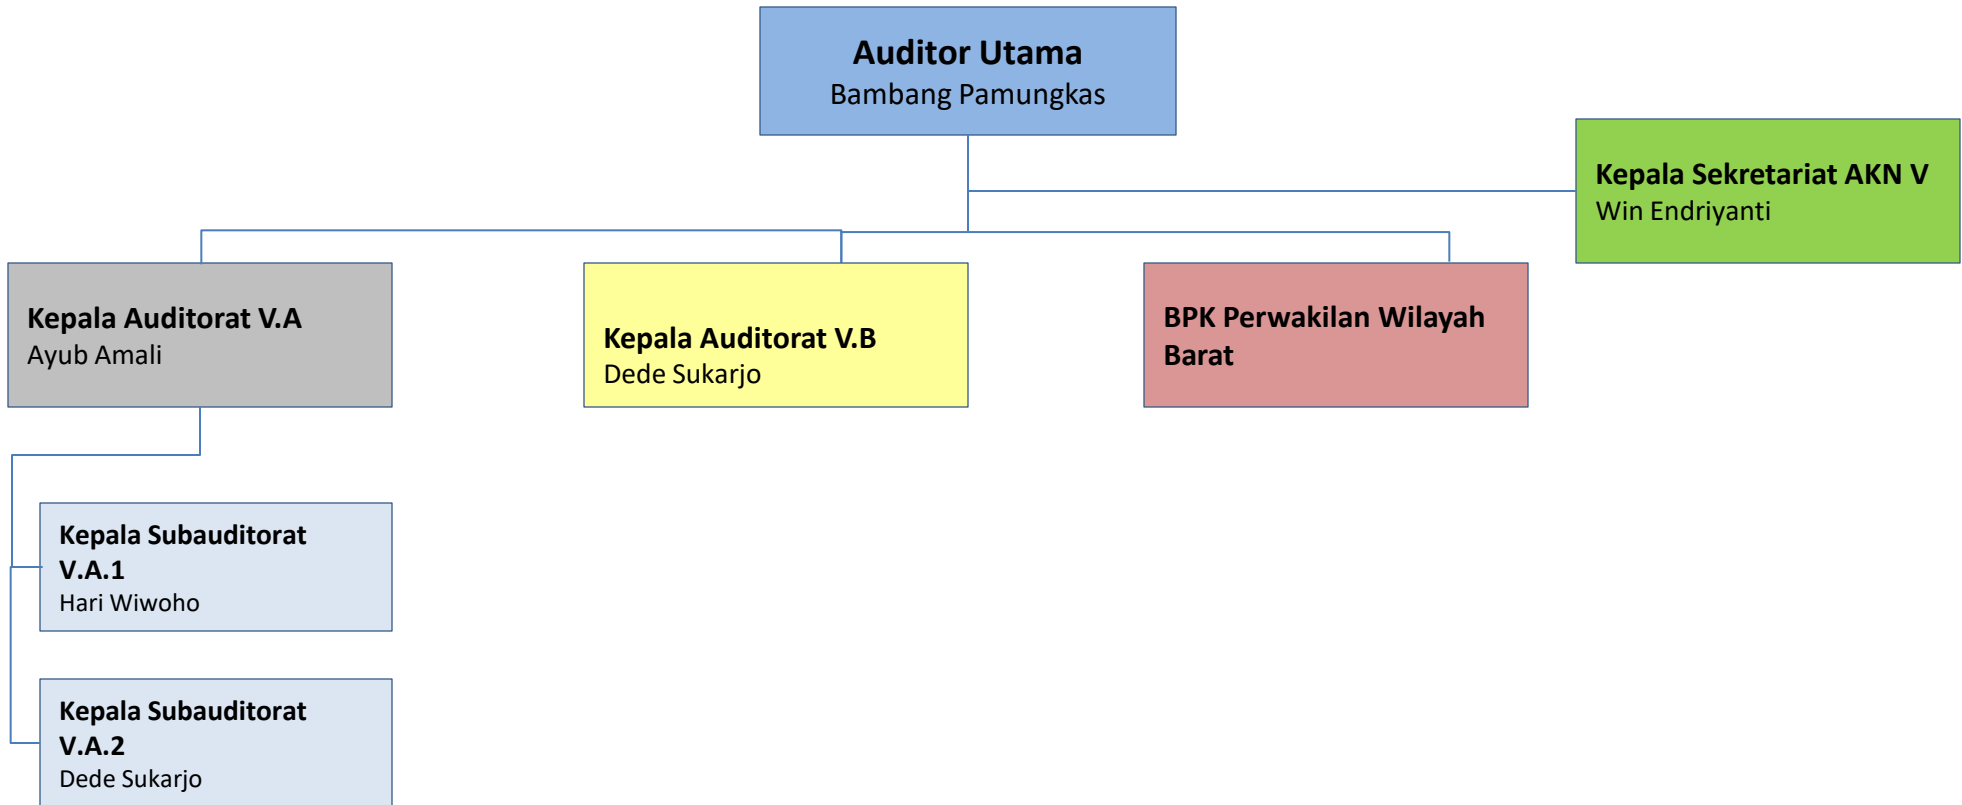 Auditor Utama
Bambang Pamungkas
Kepala Sekretariat AKN V
Win Endriyanti
Kepala Auditorat V.A
Ayub Amali
Kepala Auditorat V.B
Dede Sukarjo
BPK Perwakilan Wilayah
Barat
Kepala Subauditorat
V.A.1
Hari Wiwoho
Kepala Subauditorat
V.A.2
Dede Sukarjo